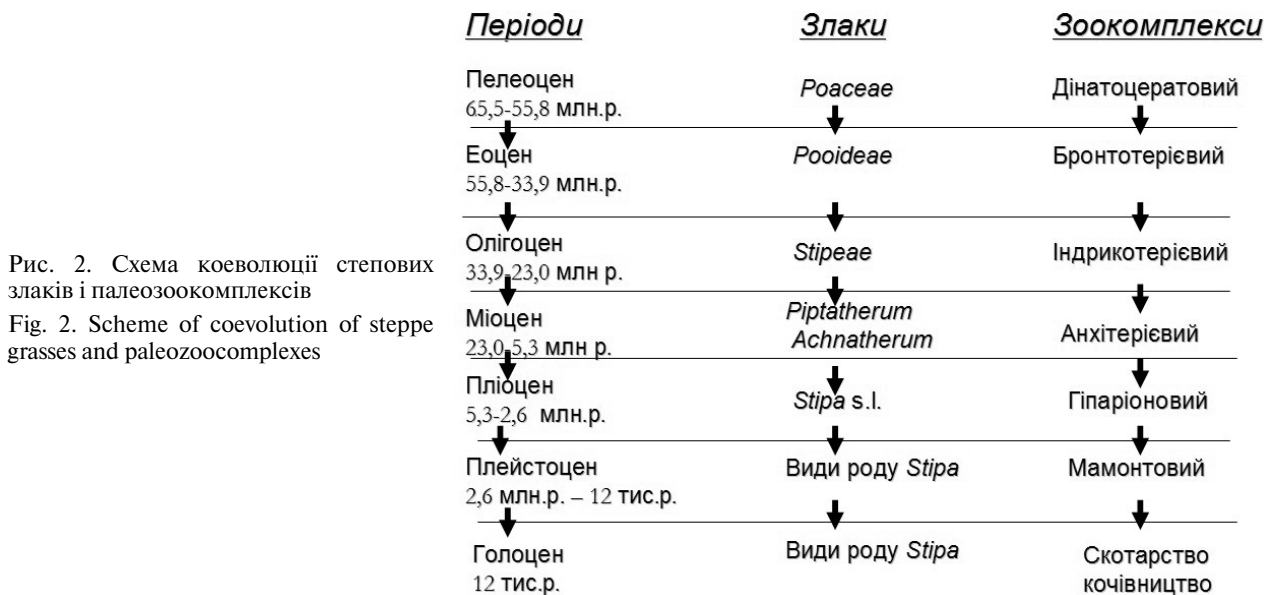 Рис. 2. Схема коеволюції степових
злаків і палеозоокомплексів
Fig. 2. Scheme of coevolution of steppe
grasses and paleozoocomplexes
Періоди Злаки Зоокомплекси
Пелеоцен Poaceae Дінатоцератовий
65,5-55,8 млн.р.
Еоцен Pooideae Бронтотерієвий
55,8-33,9 млн.р.
Олігоцен Stipeae Індрикотерієвий
33,9-23,0 млн р.
Міоцен Piptatherum Анхітерієвий
23,0-5,3 млн р. Achnatherum
Пліоцен Stipa s.l. Гіпаріоновий
5,3-2,6 млн.р.
Плейстоцен Види роду Stipa Мамонтовий
2,6 млн.р. – 12 тис.р.
Голоцен Види роду Stipa Скотарство
12 тис.р. кочівництво